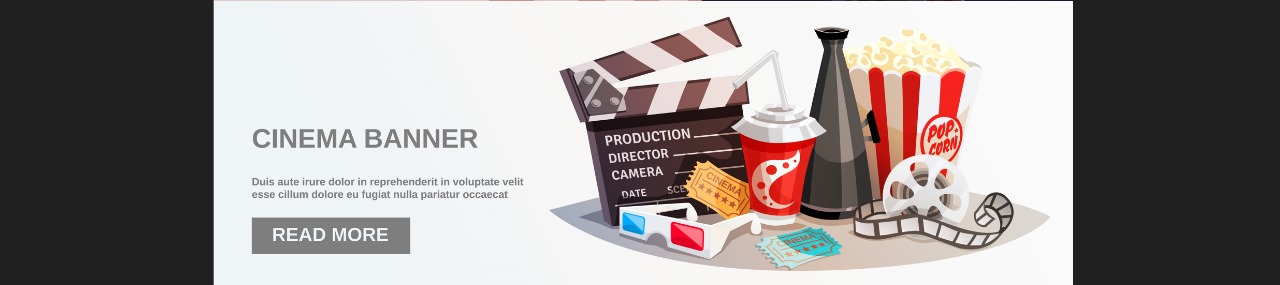 CINEMA BANNER
Duis aute irure dolor in reprehenderit in voluptate velit
esse cillum dolore eu fugiat nulla pariatur occaecat
READ MORE
PRODUCTION
DIRECTOR
CAMERA
DATE
CINEMA
POP
CORN
CINEMA